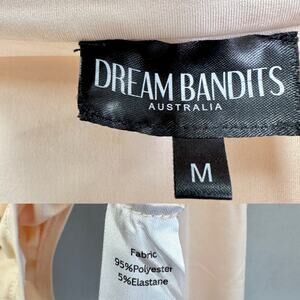 DREAM BANDITS
AUSTRALIA
M
Fabric
95%Polyester
5%Elastane